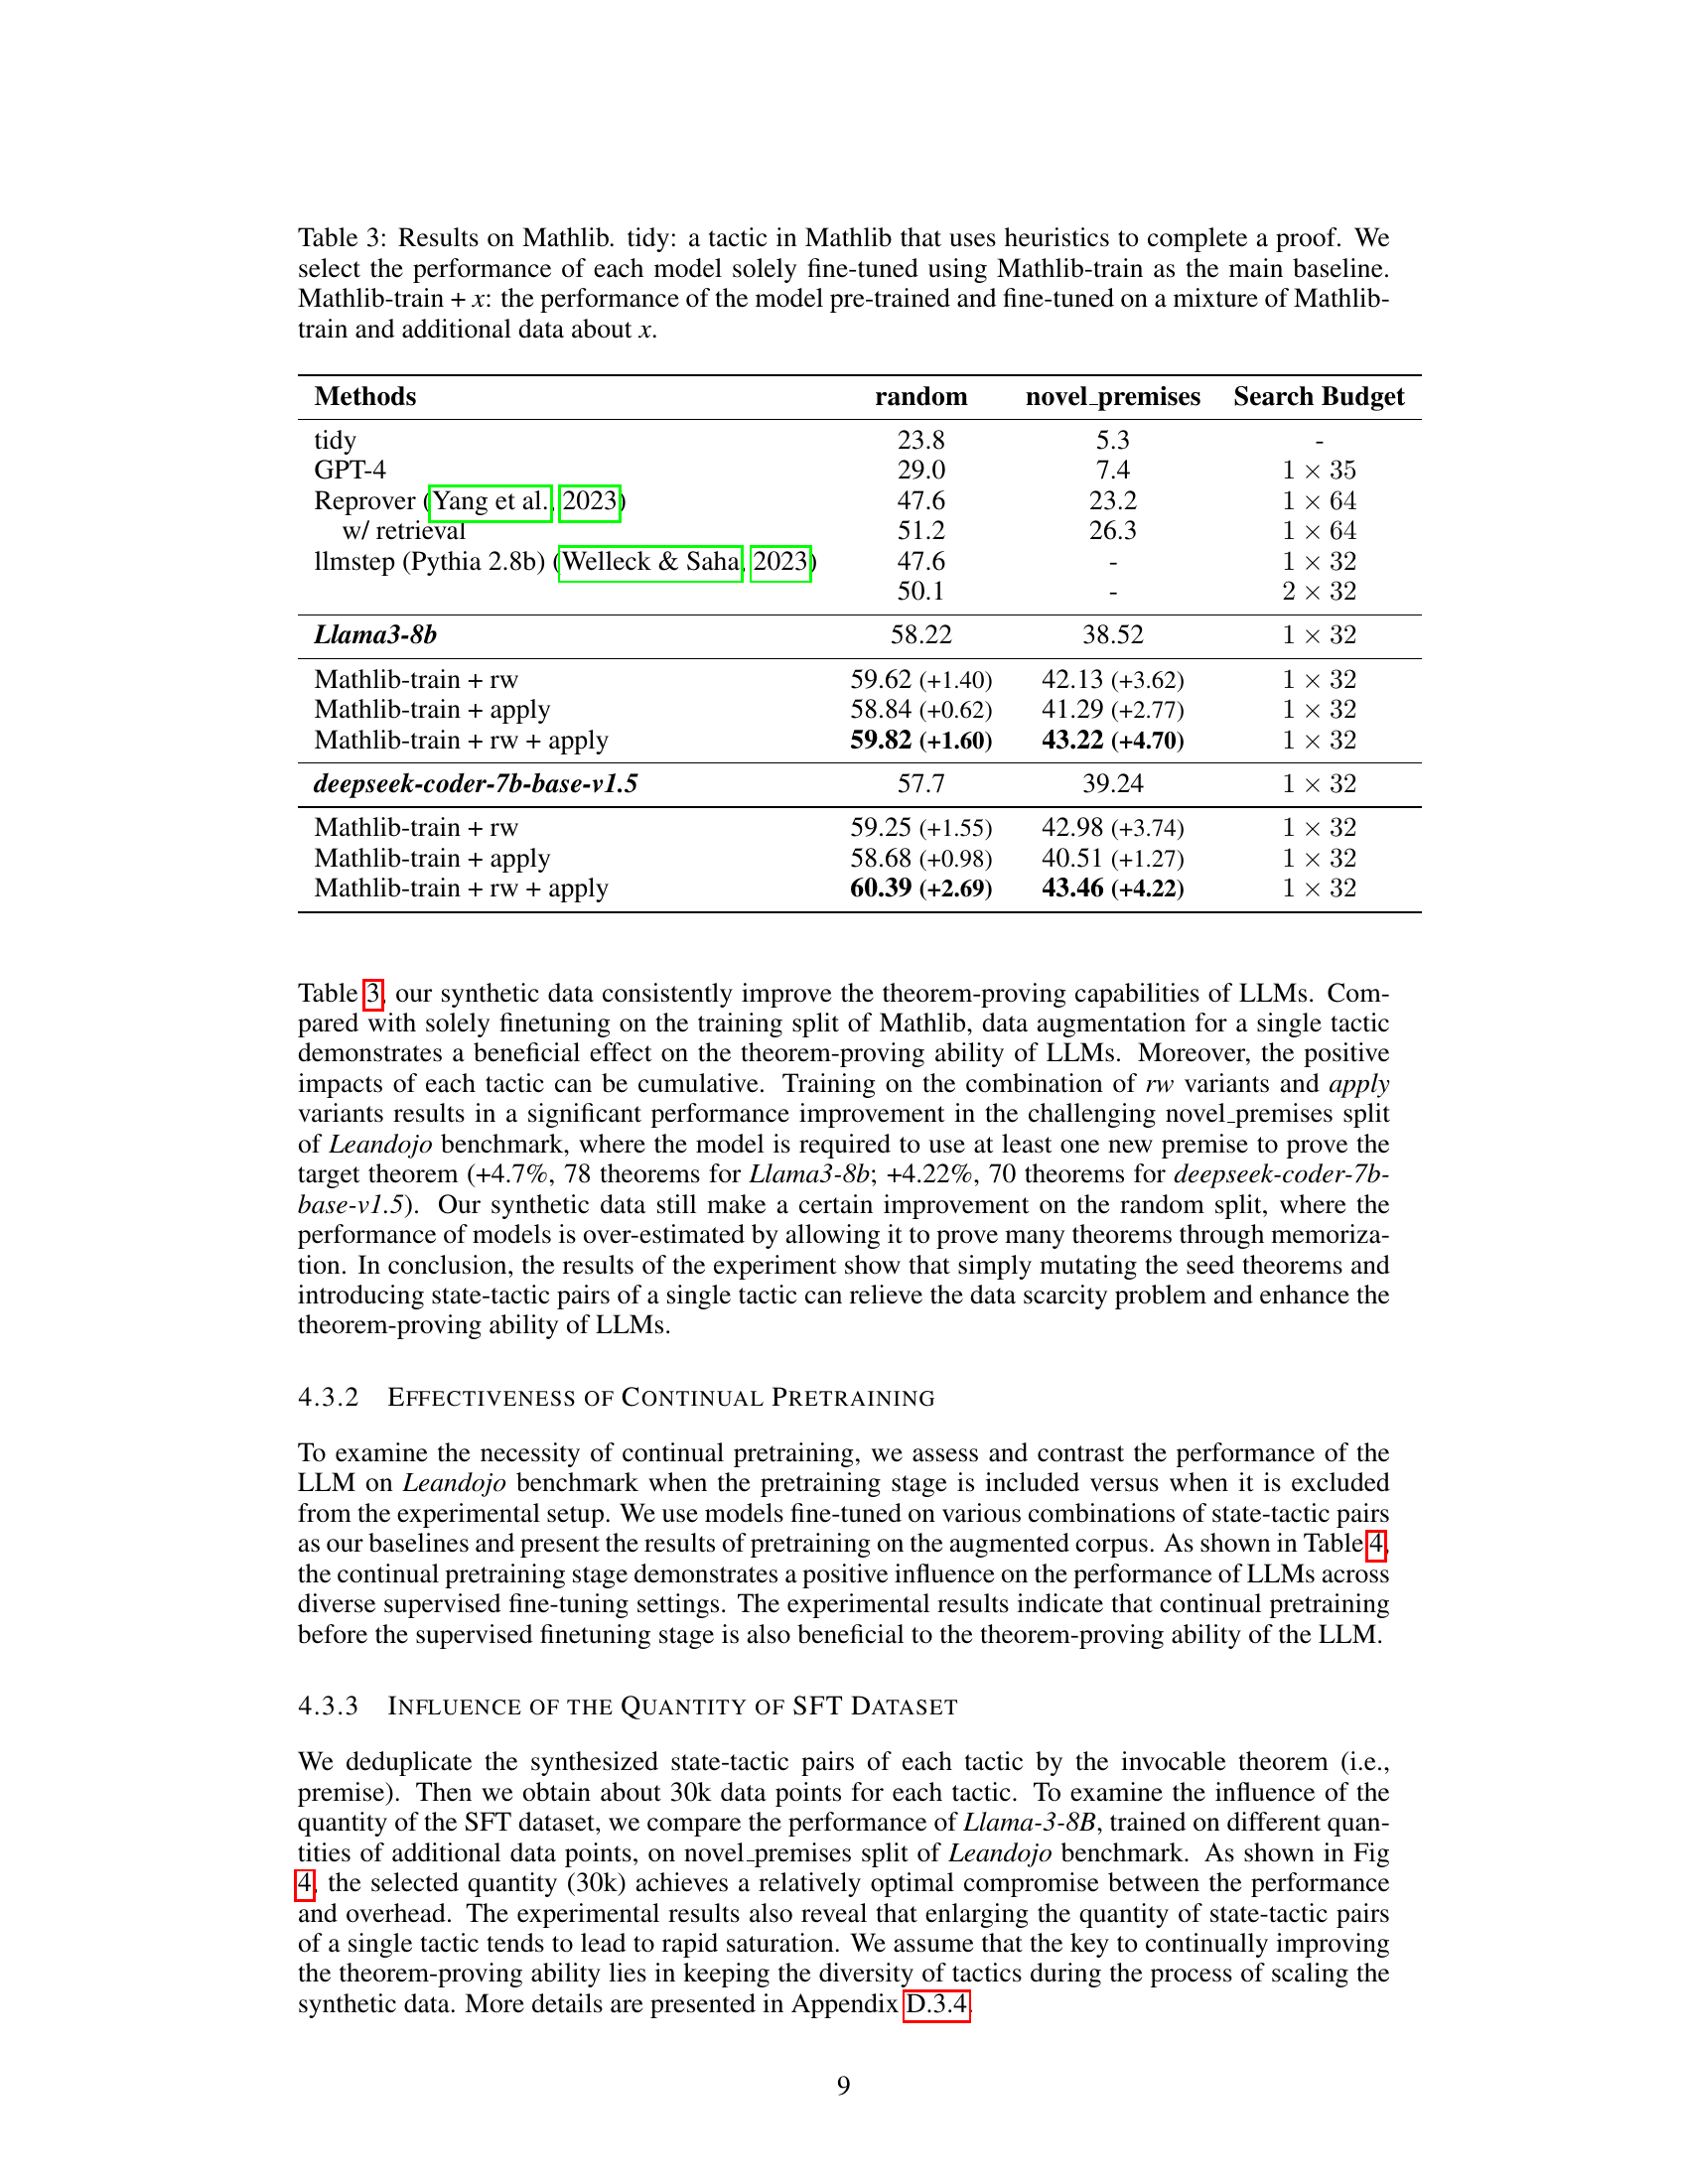 Table 3: Results on Mathlib. tidy: a tactic in Mathlib that uses heuristics to complete a proof. We
select the performance of each model solely fine-tuned using Mathlib-train as the main baseline.
Mathlib-train + x: the performance of the model pre-trained and fine-tuned on a mixture of Mathlib-
train and additional data about x.
Methods random novel_premises Search Budget
tidy 23.8 5.3 -
GPT-4 29.0 7.4 1 × 35
Reprover (Yang et al., 2023) 47.6 23.2 1 × 64
w/ retrieval 51.2 26.3 1 × 64
llmstep (Pythia 2.8b) (Welleck & Saha, 2023) 47.6 - 1 × 32
50.1 - 2 × 32
Llama3-8b 58.22 38.52 1 × 32
Mathlib-train + rw 59.62 (+1.40) 42.13 (+3.62) 1 × 32
Mathlib-train + apply 58.84 (+0.62) 41.29 (+2.77) 1 × 32
Mathlib-train + rw + apply 59.82 (+1.60) 43.22 (+4.70) 1 × 32
deepseek-coder-7b-base-v1.5 57.7 39.24 1 × 32
Mathlib-train + rw 59.25 (+1.55) 42.98 (+3.74) 1 × 32
Mathlib-train + apply 58.68 (+0.98) 40.51 (+1.27) 1 × 32
Mathlib-train + rw + apply 60.39 (+2.69) 43.46 (+4.22) 1 × 32
Table 3, our synthetic data consistently improve the theorem-proving capabilities of LLMs. Com-
pared with solely finetuning on the training split of Mathlib, data augmentation for a single tactic
demonstrates a beneficial effect on the theorem-proving ability of LLMs. Moreover, the positive
impacts of each tactic can be cumulative. Training on the combination of rw variants and apply
variants results in a significant performance improvement in the challenging novel_premises split
of Leandojo benchmark, where the model is required to use at least one new premise to prove the
target theorem (+4.7%, 78 theorems for Llama3-8b; +4.22%, 70 theorems for deepseek-coder-7b-
base-v1.5). Our synthetic data still make a certain improvement on the random split, where the
performance of models is over-estimated by allowing it to prove many theorems through memoriza-
tion. In conclusion, the results of the experiment show that simply mutating the seed theorems and
introducing state-tactic pairs of a single tactic can relieve the data scarcity problem and enhance the
theorem-proving ability of LLMs.
4.3.2 EFFECTIVENESS OF CONTINUAL PRETRAINING
To examine the necessity of continual pretraining, we assess and contrast the performance of the
LLM on Leandojo benchmark when the pretraining stage is included versus when it is excluded
from the experimental setup. We use models fine-tuned on various combinations of state-tactic pairs
as our baselines and present the results of pretraining on the augmented corpus. As shown in Table 4,
the continual pretraining stage demonstrates a positive influence on the performance of LLMs across
diverse supervised fine-tuning settings. The experimental results indicate that continual pretraining
before the supervised finetuning stage is also beneficial to the theorem-proving ability of the LLM.
4.3.3 INFLUENCE OF THE QUANTITY OF SFT DATASET
We deduplicate the synthesized state-tactic pairs of each tactic by the invocable theorem (i.e.,
premise). Then we obtain about 30k data points for each tactic. To examine the influence of the
quantity of the SFT dataset, we compare the performance of Llama-3-8B, trained on different quan-
tities of additional data points, on novel_premises split of Leandojo benchmark. As shown in Fig
4, the selected quantity (30k) achieves a relatively optimal compromise between the performance
and overhead. The experimental results also reveal that enlarging the quantity of state-tactic pairs
of a single tactic tends to lead to rapid saturation. We assume that the key to continually improving
the theorem-proving ability lies in keeping the diversity of tactics during the process of scaling the
synthetic data. More details are presented in Appendix D.3.4.
9